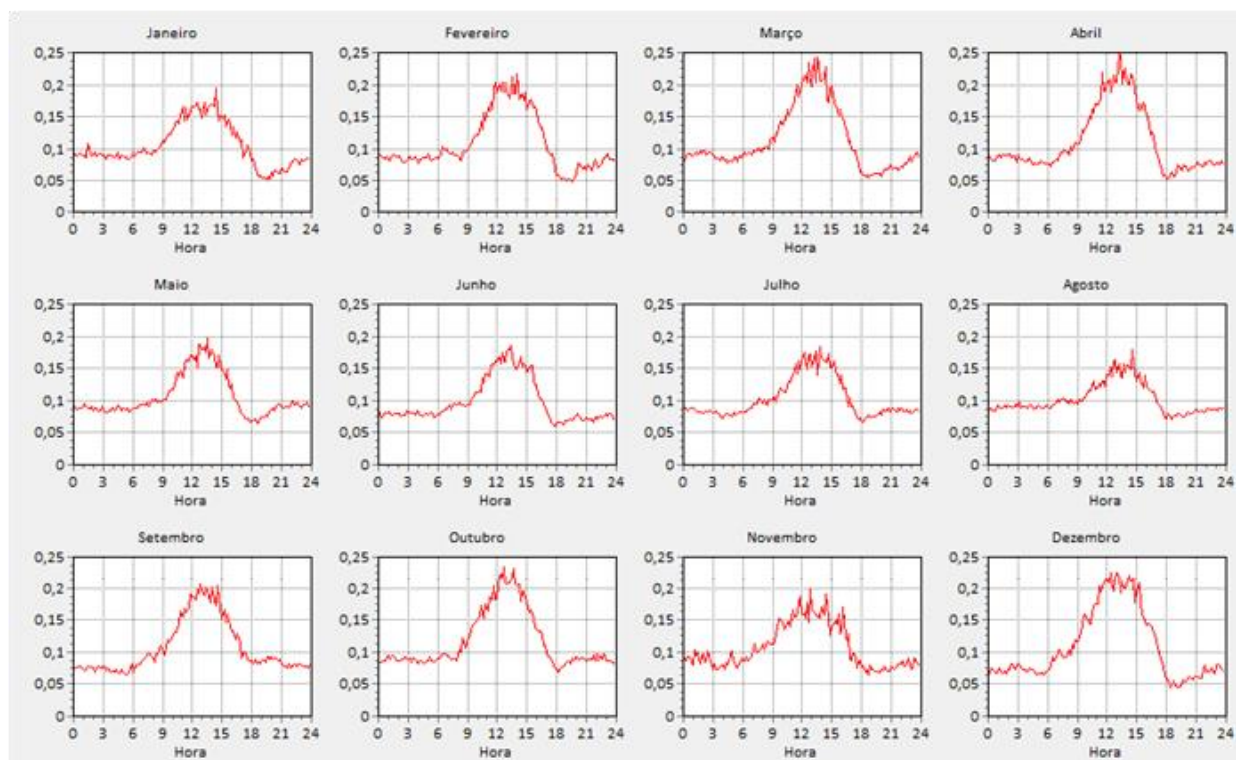 Janeiro Fevereiro Março Abril
0,25 0,25 0,25 0,25
0,2 0,2 0,2 0,2
0,15 0,15 0,15 0,15
0,1 0,1 0,1 0,1
0,05 0,05 0,05 0,05
0 0 0 0
0 3 6 9 12 15 18 21 24 0 3 6 9 12 15 18 21 24 0 3 6 9 12 15 18 21 24 0 3 6 9 12 15 18 21 24
Hora Hora Hora Hora
Maio Junho Julho Agosto
0,25 0,25 0,25 0,25
0,2 0,2 0,2 0,2
0,15 0,15 0,15 0,15
0,1 0,1 0,1 0,1
0,05 0,05 0,05 0,05
0 0 0 0
0 3 6 9 12 15 18 21 24 0 3 6 9 12 15 18 21 24 0 3 6 9 12 15 18 21 24 0 3 6 9 12 15 18 21 24
Hora Hora Hora Hora
Setembro Outubro Novembro Dezembro
0,25 0,25 0,25 0,25
0,2 0,2 0,2 0,2
0,15 0,15 0,15 0,15
0,1 0,1 0,1 0,1
0,05 0,05 0,05 0,05
0 0 0 0
0 3 6 9 12 15 18 21 24 0 3 6 9 12 15 18 21 24 0 3 6 9 12 15 18 21 24 0 3 6 9 12 15 18 21 24
Hora Hora Hora Hora